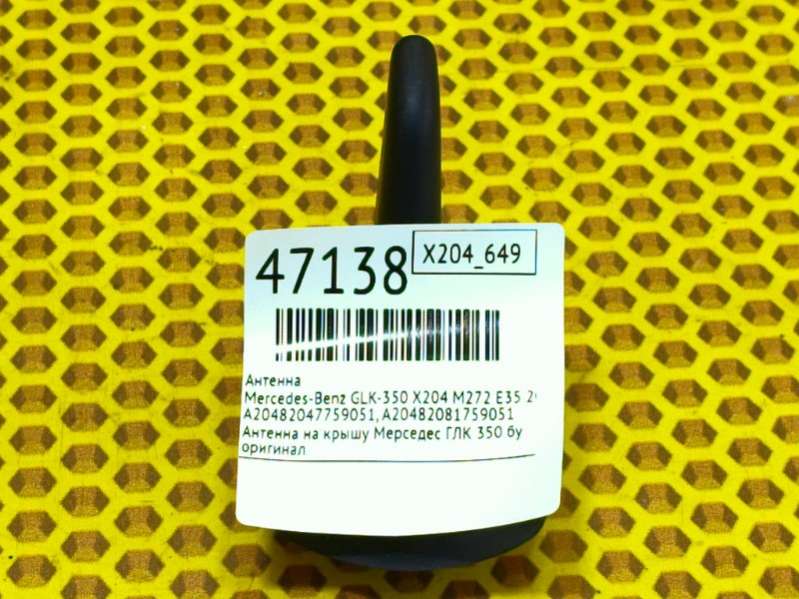 47138
X204_649
Антенна
Mercedes-Benz GLK-350 X204 M272 E35
A20482047759051, A20482081759051
Антенна на крышу Мерседес ГЛК 350 бу
оригинал